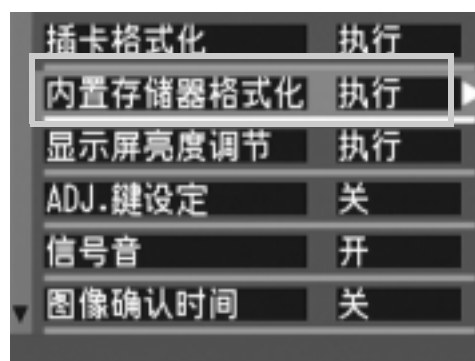 插卡格式化 执行
内置存储器格式化 执行
显示屏亮度调节 执行
ADJ.鍵设定 关
信号音 开
图像确认时间 关